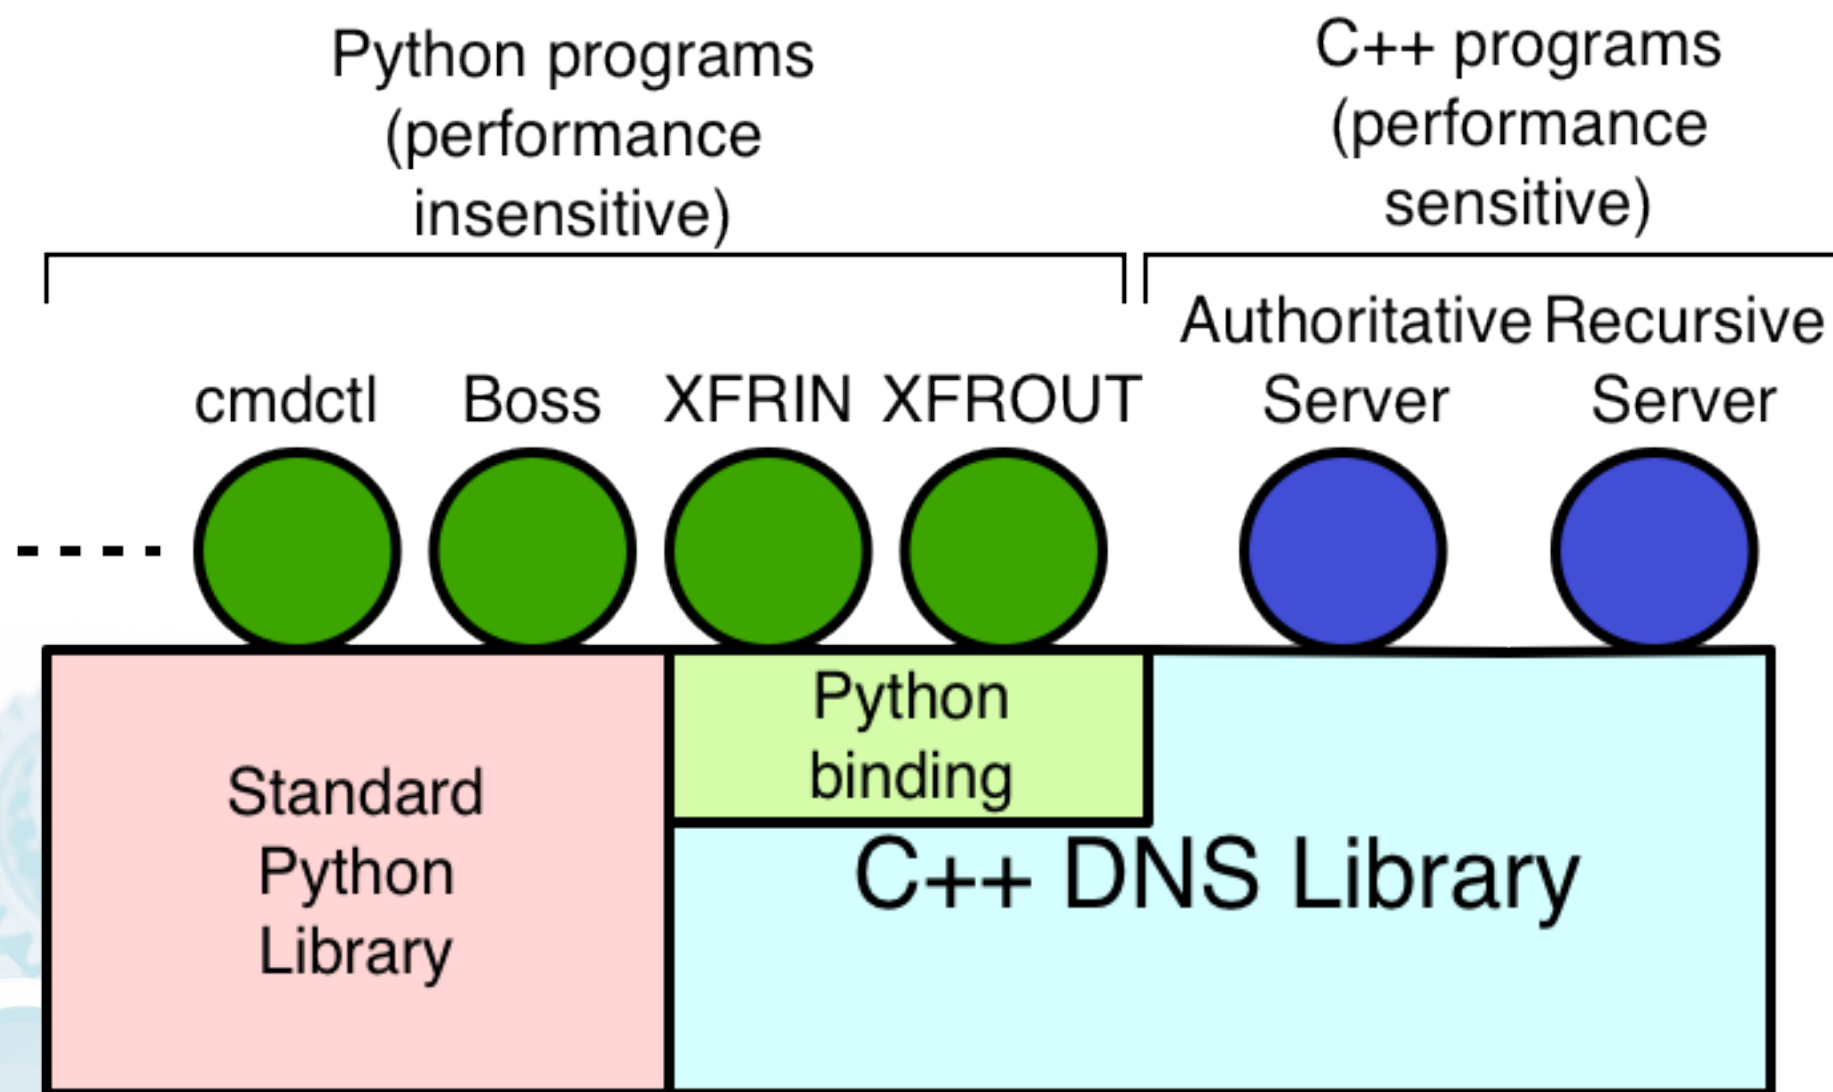 Python programs
(performance
insensitive)
C++ programs
(performance
sensitive)
cmdctl
Boss
XFRIN
XFROUT
Authoritative
Server
Recursive
Server
Standard
Python
Library
Python
binding
C++ DNS Library